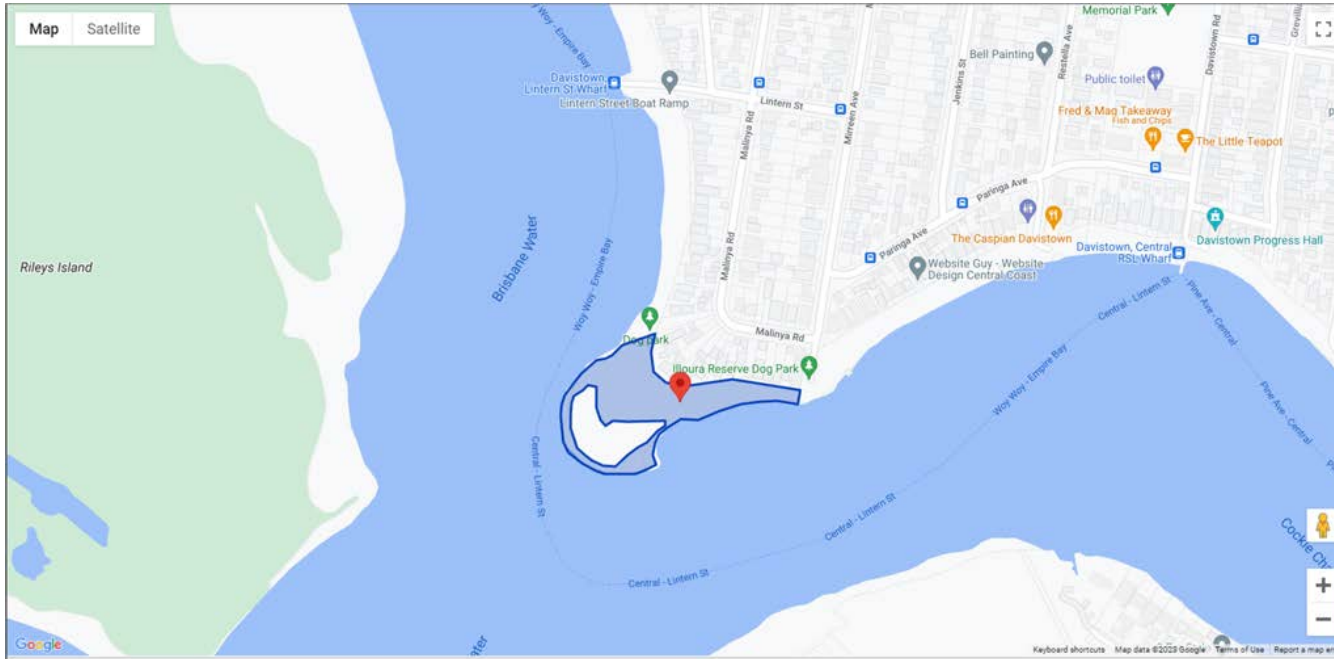 Map
Satellite
Memorial Park
Davistown Rd
Bell Painting
Restella Ave
Public toilet
Woy - Empire Bay
Davistown,
Lintern St Wharf
Lintern Street Boat Ramp
Lintern St
Jenkins St
Malinya Rd
Mirreen Ave
Fred & Mag Takeaway
Fish and Chips
The Little Teapot
Paringa Ave
The Caspian Davistown
Davistown Progress Hall
Davistown, Central
RSL Wharf
Paringa Ave
Website Guy - Website
Design Central Coast
Rileys Island
Brisbane Water
Woy Woy - Empire Bay
Malinya Rd
Central - Lintern St
Pine Ave - Central
Malinya Rd
Dog park
Illoura Reserve Dog Park
Woy Woy - Empire Bay
Pine Ave - Central
Central - Lintern St
Central - Lintern St
Central - Lintern St
Google
Keyboard shortcuts
Map data ©2023 Google
Terms of Use